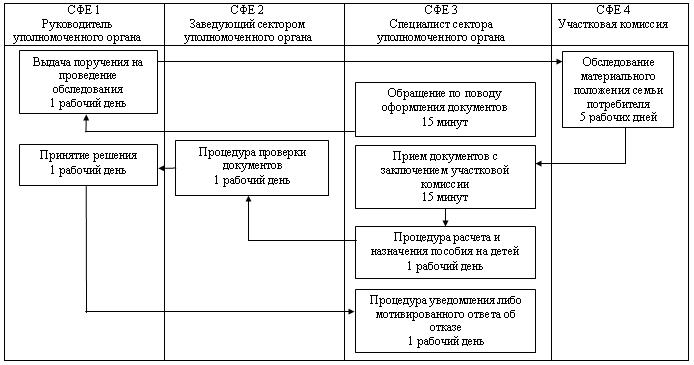 СФЕ 1
Руководитель
уполномоченного органа
СФЕ 2
Заведующий сектором
уполномоченного органа
СФЕ 3
Специалист сектора
уполномоченного органа
СФЕ 4
Участковая комиссия
Выдача поручения на
проведение
обследования
1 рабочий день
Обследование
материального
положения семьи
потребителя
5 рабочих дней
Обращение по поводу
оформления документов
15 минут
Принятие решения
1 рабочий день
Процедура проверки
документов
1 рабочий день
Прием документов с
заключением участковой
комиссии
15 минут
Процедура расчета и
назначения пособия на детей
1 рабочий день
Процедура уведомления либо
мотивированного ответа об
отказе
1 рабочий день